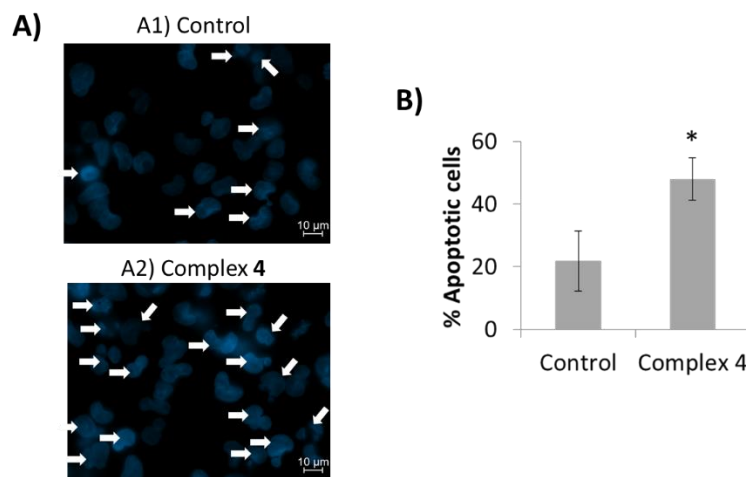 A)
A1) Control
10 µm
A2) Complex 4
10 µm
B)
% Apoptotic cells
60
40
20
0
*
Control
Complex 4